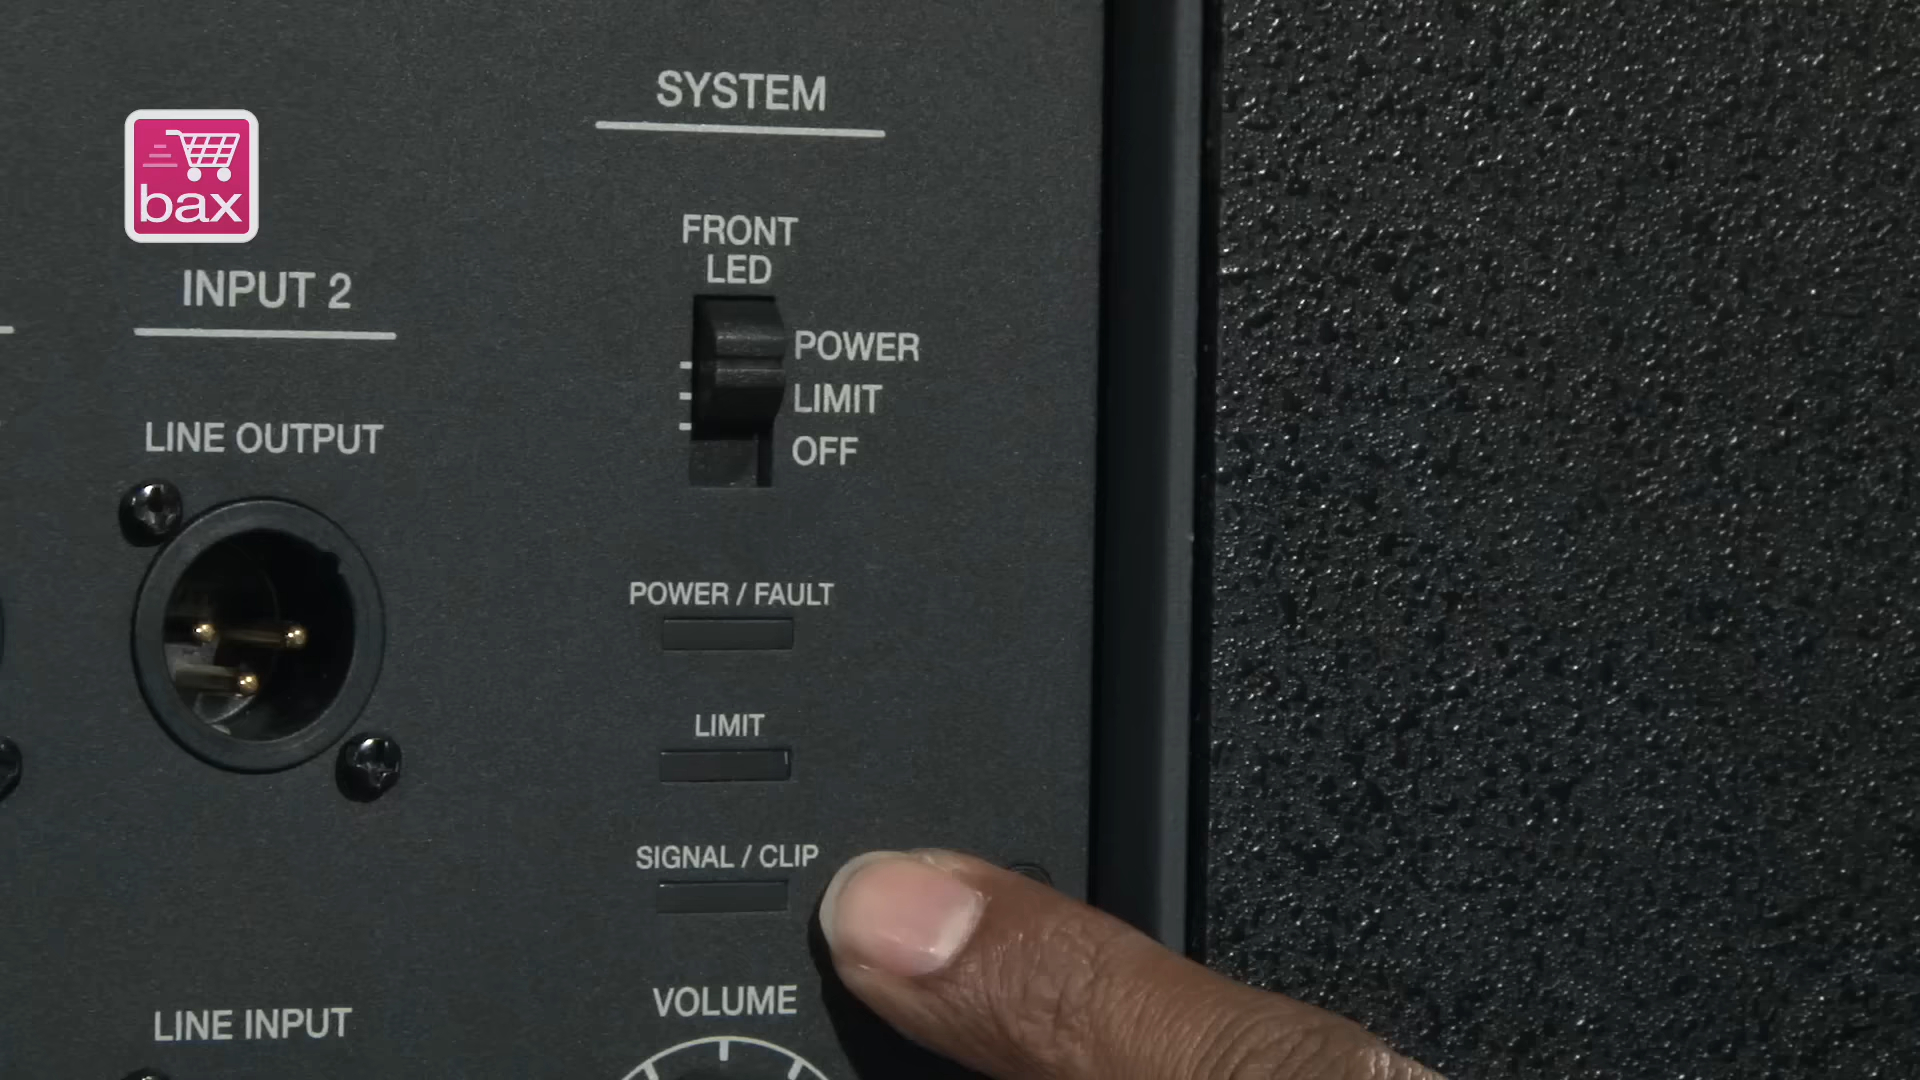 bax
INPUT 2
LINE OUTPUT
LINE INPUT
SYSTEM
FRONT
LED
POWER
LIMIT
OFF
POWER / FAULT
LIMIT
SIGNAL / CLIP
VOLUME